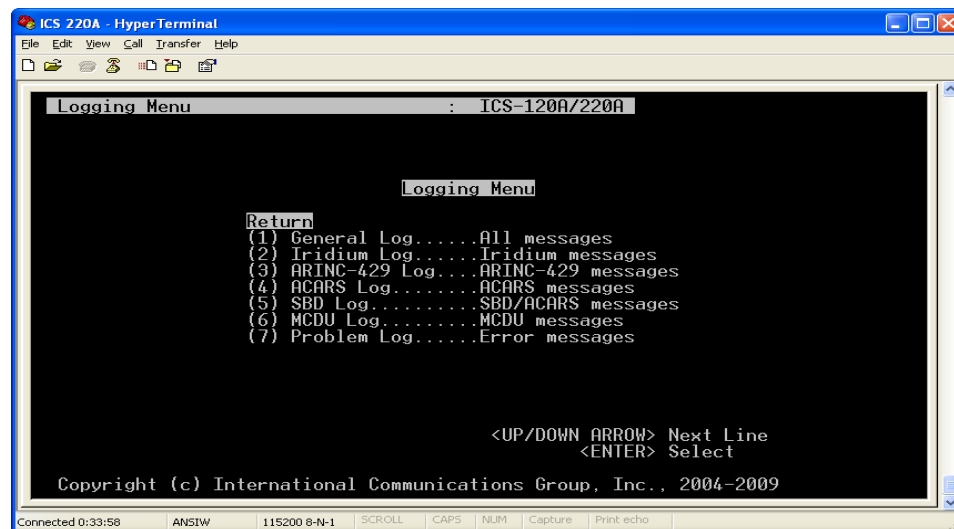 ICS 220A - HyperTerminal
File Edit View Call Transfer Help
Logging Menu : ICS-120A/220A
Logging Menu
Return
(1) General Log......All messages
(2) Iridium Log......Iridium messages
(3) ARINC-429 Log....ARINC-429 messages
(4) ACARS Log........ACARS messages
(5) SBD Log..........SBD/ACARS messages
(6) MCDU Log.........MCDU messages
(7) Problem Log......Error messages
<UP/DOWN ARROW> Next Line
<ENTER> Select
Copyright (c) International Communications Group, Inc., 2004-2009
Connected 0:33:58 ANSIW 115200 8-N-1 SCROLL CAPS NUM Capture Print echo